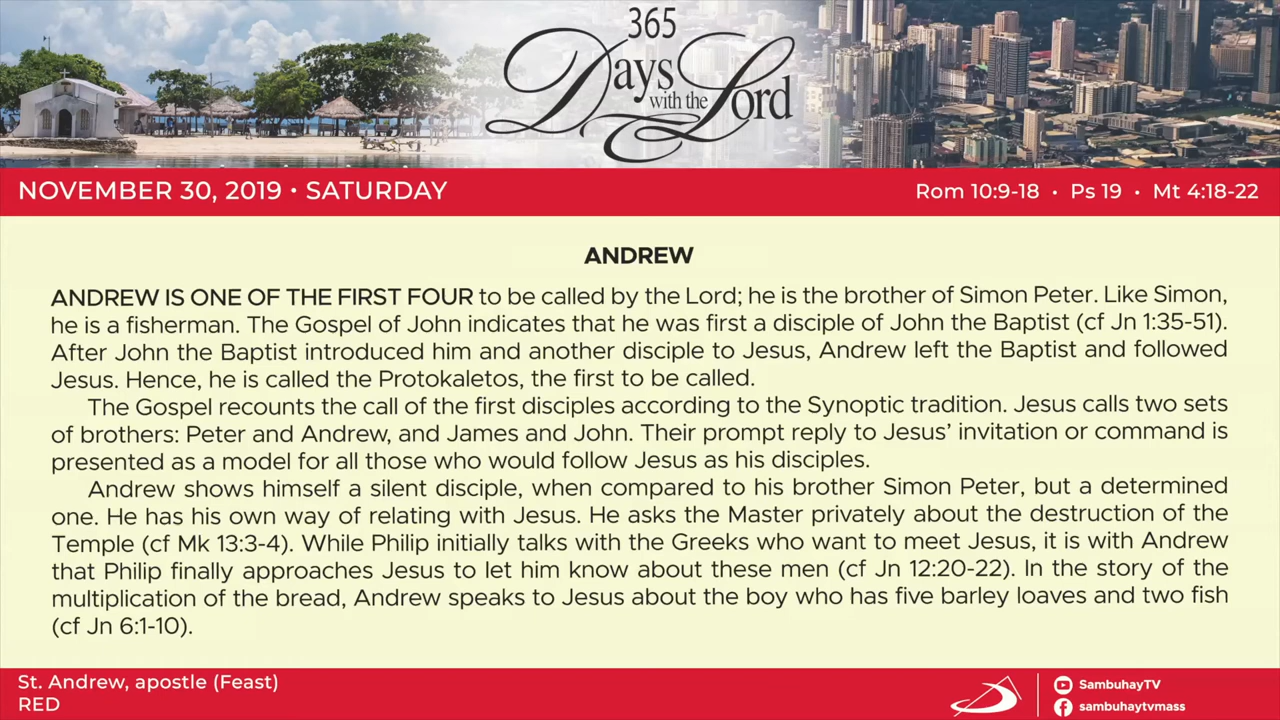 365
Days
with the
Lord
NOVEMBER 30, 2019 • SATURDAY
Rom 10:9-18 • Ps 19 • Mt 4:18-22
ANDREW
ANDREW IS ONE OF THE FIRST FOUR to be called by the Lord; he is the brother of Simon Peter. Like Simon,
he is a fisherman. The Gospel of John indicates that he was first a disciple of John the Baptist (cf Jn 1:35-51).
After John the Baptist introduced him and another disciple to Jesus, Andrew left the Baptist and followed
Jesus. Hence, he is called the Protokaletos, the first to be called.
The Gospel recounts the call of the first disciples according to the Synoptic tradition. Jesus calls two sets
of brothers: Peter and Andrew, and James and John. Their prompt reply to Jesus' invitation or command is
presented as a model for all those who would follow Jesus as his disciples.
Andrew shows himself a silent disciple, when compared to his brother Simon Peter, but a determined
one. He has his own way of relating with Jesus. He asks the Master privately about the destruction of the
Temple (cf Mk 13:3-4). While Philip initially talks with the Greeks who want to meet Jesus, it is with Andrew
that Philip finally approaches Jesus to let him know about these men (cf Jn 12:20-22). In the story of the
multiplication of the bread, Andrew speaks to Jesus about the boy who has five barley loaves and two fish
(cf Jn 6:1-10).
St. Andrew, apostle (Feast)
RED
SambuhayTV
sambuhaytvmass